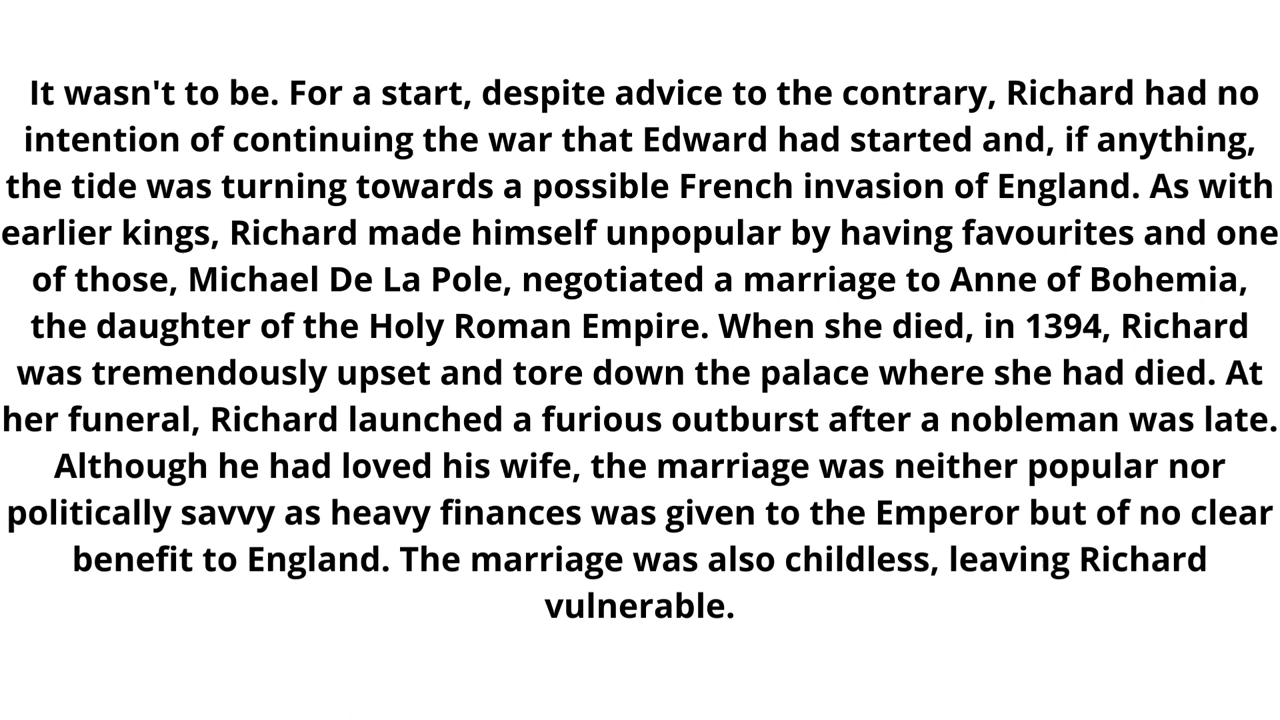 It wasn't to be. For a start, despite advice to the contrary, Richard had no
intention of continuing the war that Edward had started and, if anything,
the tide was turning towards a possible French invasion of England. As with
earlier kings, Richard made himself unpopular by having favourites and one
of those, Michael De La Pole, negotiated a marriage to Anne of Bohemia,
the daughter of the Holy Roman Empire. When she died, in 1394, Richard
was tremendously upset and tore down the palace where she had died. At
her funeral, Richard launched a furious outburst after a nobleman was late.
Although he had loved his wife, the marriage was neither popular nor
politically savvy as heavy finances was given to the Emperor but of no clear
benefit to England. The marriage was also childless, leaving Richard
vulnerable.